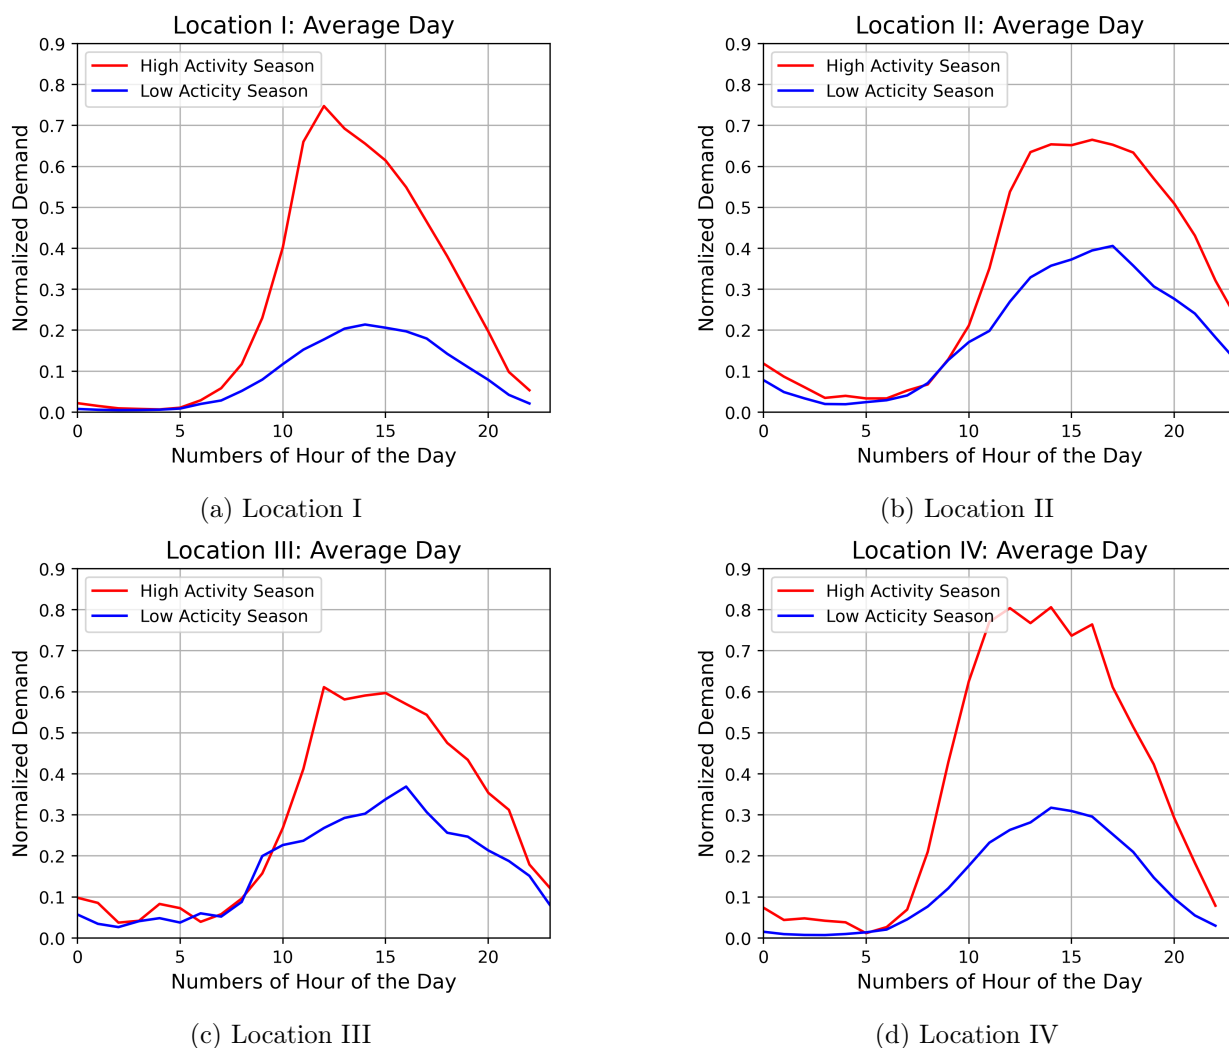 Location I: Average Day
High Activity Season
Low Acticity Season
Normalized Demand
0.9
0.8
0.7
0.6
0.5
0.4
0.3
0.2
0.1
0.0
0 5 10 15 20
Numbers of Hour of the Day
(a) Location I
Location II: Average Day
High Activity Season
Low Acticity Season
Normalized Demand
0.9
0.8
0.7
0.6
0.5
0.4
0.3
0.2
0.1
0.0
0 5 10 15 20
Numbers of Hour of the Day
(b) Location II
Location III: Average Day
High Activity Season
Low Acticity Season
Normalized Demand
0.9
0.8
0.7
0.6
0.5
0.4
0.3
0.2
0.1
0.0
0 5 10 15 20
Numbers of Hour of the Day
(c) Location III
Location IV: Average Day
High Activity Season
Low Acticity Season
Normalized Demand
0.9
0.8
0.7
0.6
0.5
0.4
0.3
0.2
0.1
0.0
0 5 10 15 20
Numbers of Hour of the Day
(d) Location IV